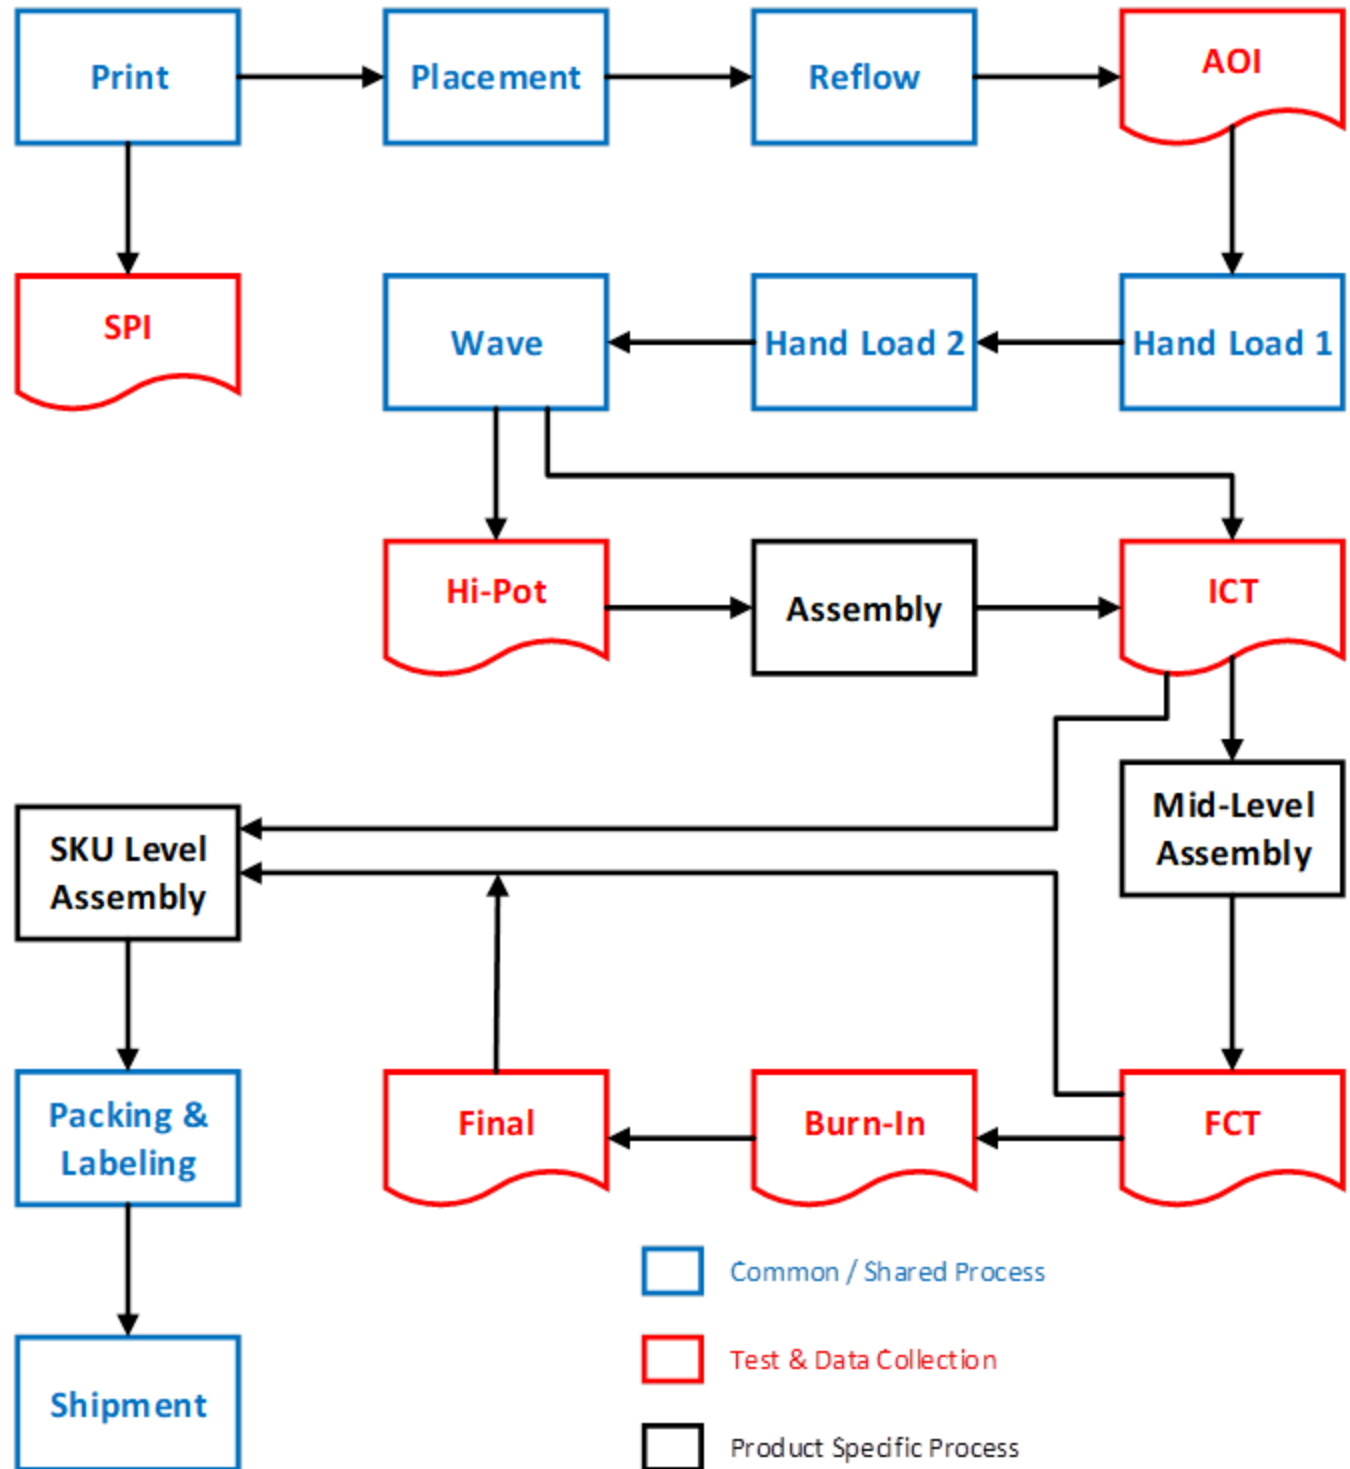 Print
Placement
Reflow
AOI
SPI
Wave
Hand Load 2
Hand Load 1
Hi-Pot
Assembly
ICT
SKU Level
Assembly
Mid-Level
Assembly
Packing &
Labeling
Final
Burn-In
FCT
Common / Shared Process
Test & Data Collection
Shipment
Product Specific Process